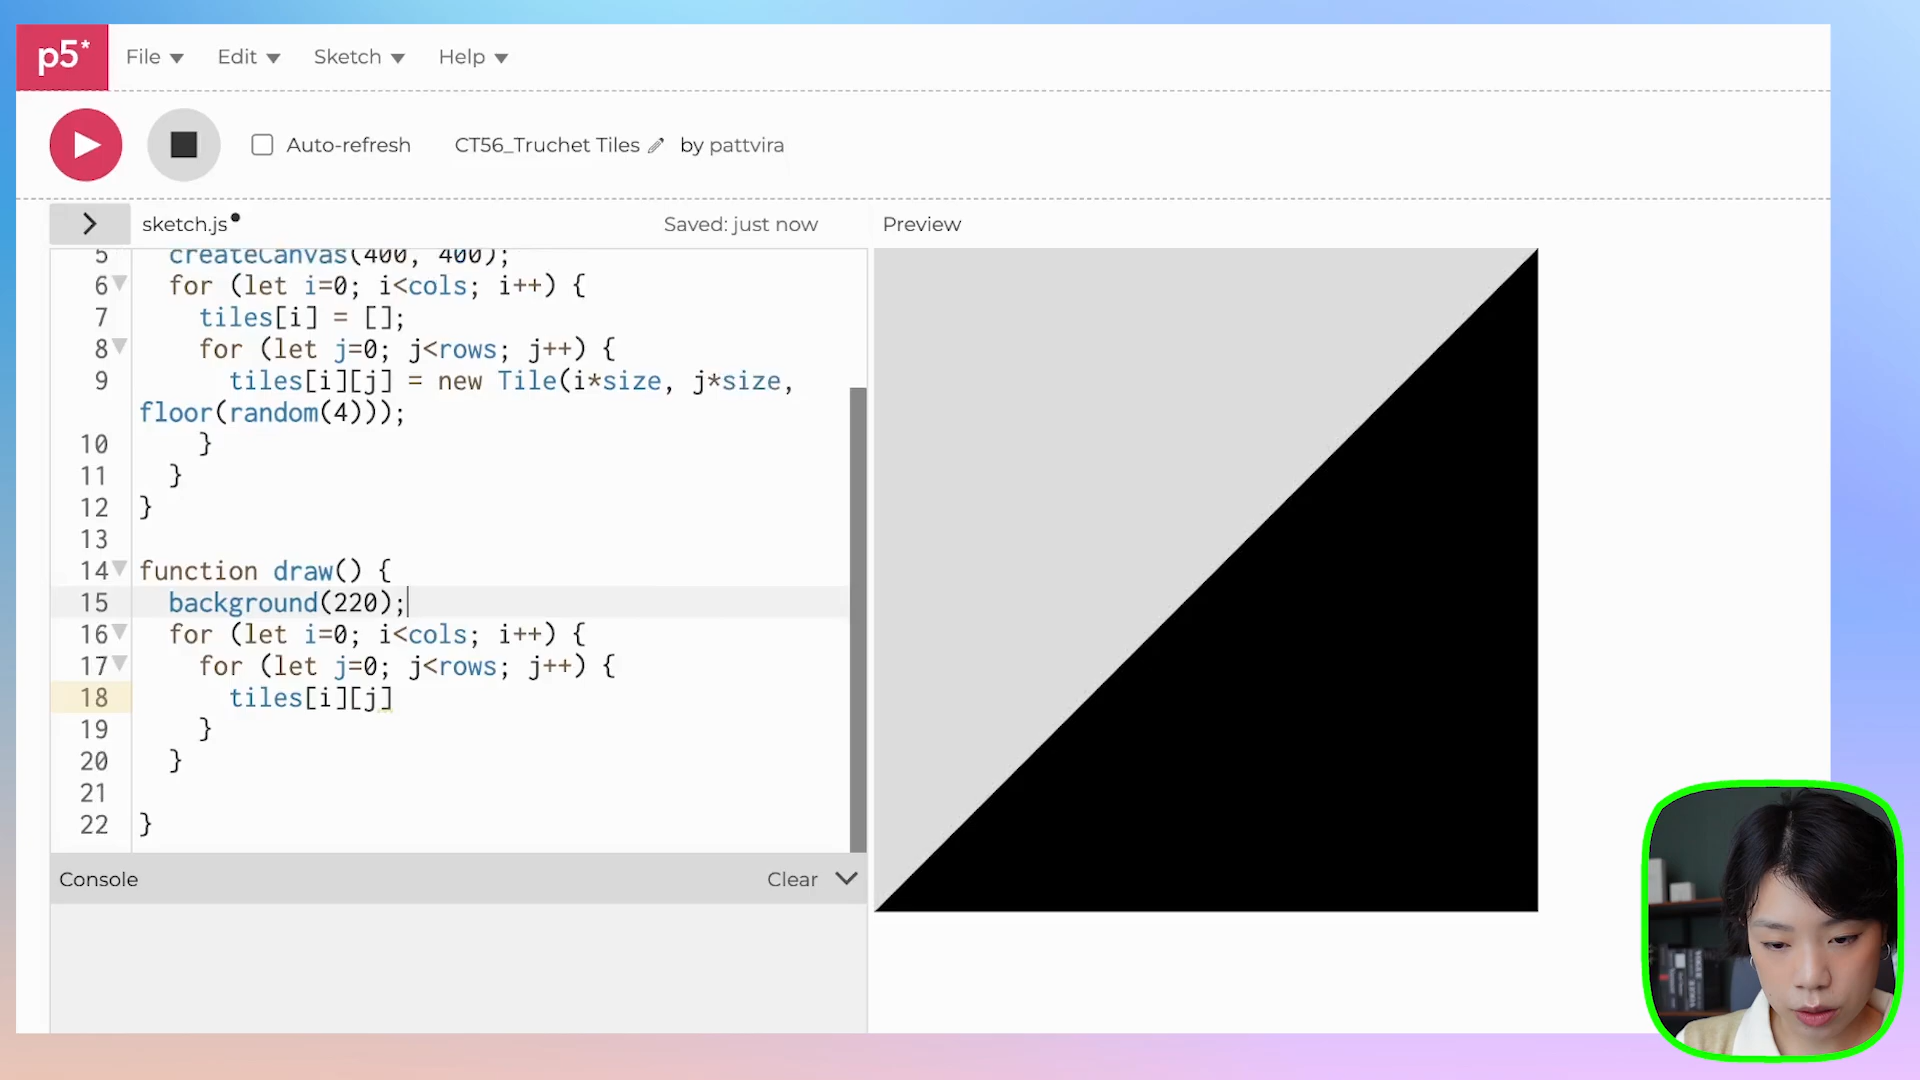 p5*
File Edit Sketch Help
Auto-refresh CT56_Truchet Tiles by pattvira
sketch.js Saved: just now Preview
5 createCanvas(400, 400);
6 for (let i=0; i<cols; i++) {
7 tiles[i] = [];
8 for (let j=0; j<rows; j++) {
9 tiles[i][j] = new Tile(i*size, j*size,
floor(random(4)));
10 }
11 }
12 }
13
14 function draw() {
15 background(220);
16 for (let i=0; i<cols; i++) {
17 for (let j=0; j<rows; j++) {
18 tiles[i][j]
19 }
20 }
21
22 }
Console Clear